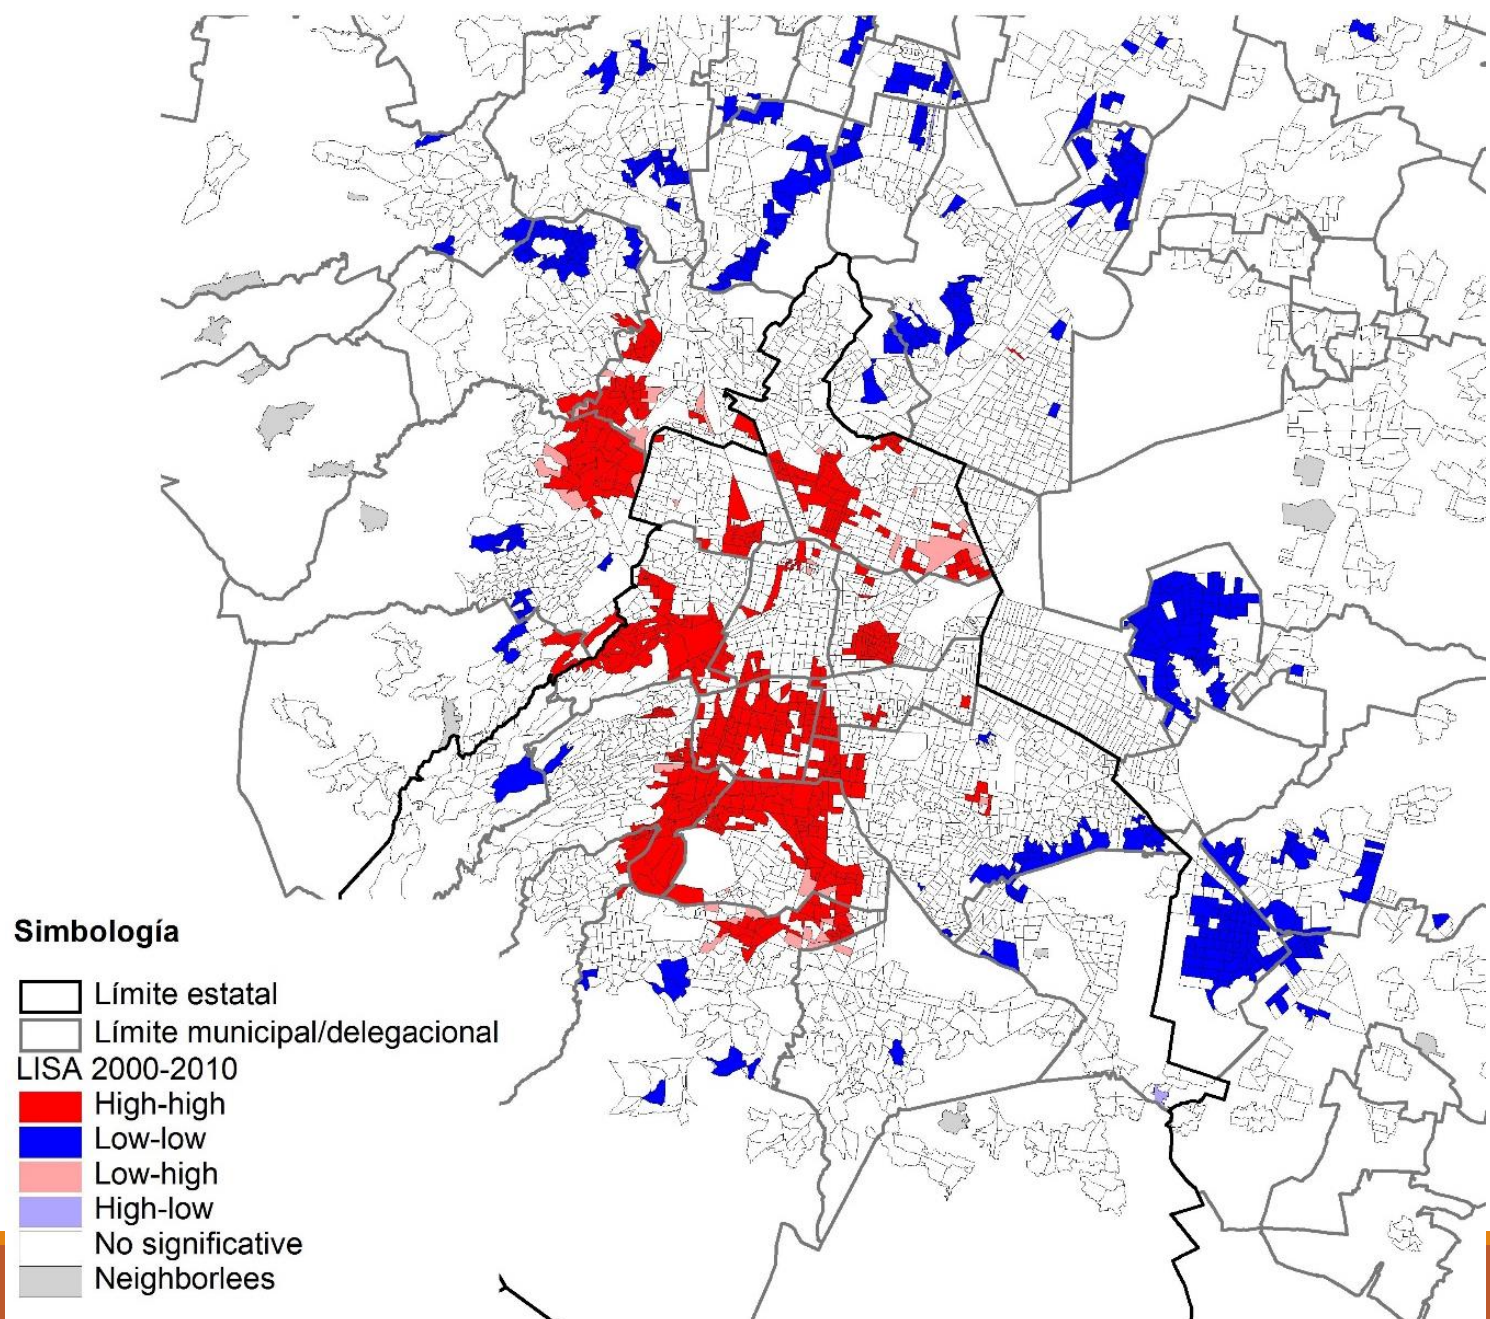 Simbología
Límite estatal
Límite municipal/delegacional
LISA 2000-2010
High-high
Low-low
Low-high
High-low
No significative
Neighborlees